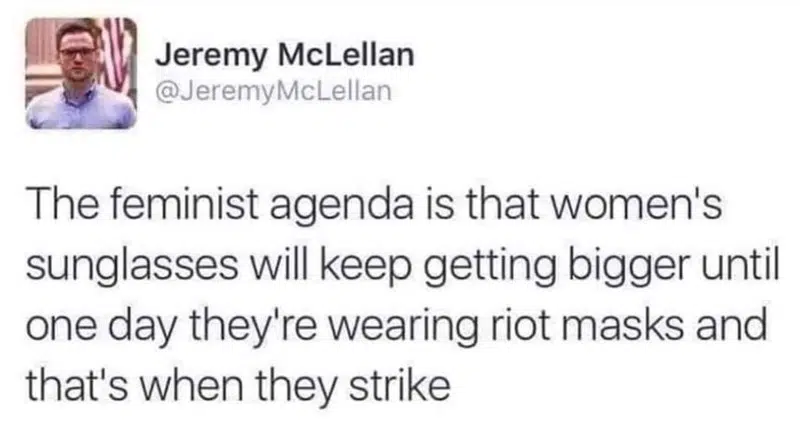 Jeremy McLellan
@JeremyMcLellan
The feminist agenda is that women's
sunglasses will keep getting bigger until
one day they're wearing riot masks and
that's when they strike